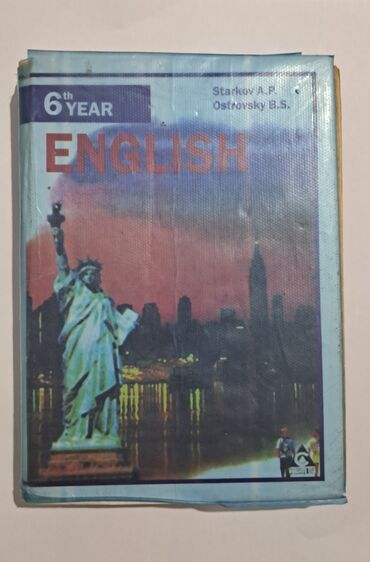 6th YEAR
Starkov A.P.
Ostrovsky B.S.
ENGLISH